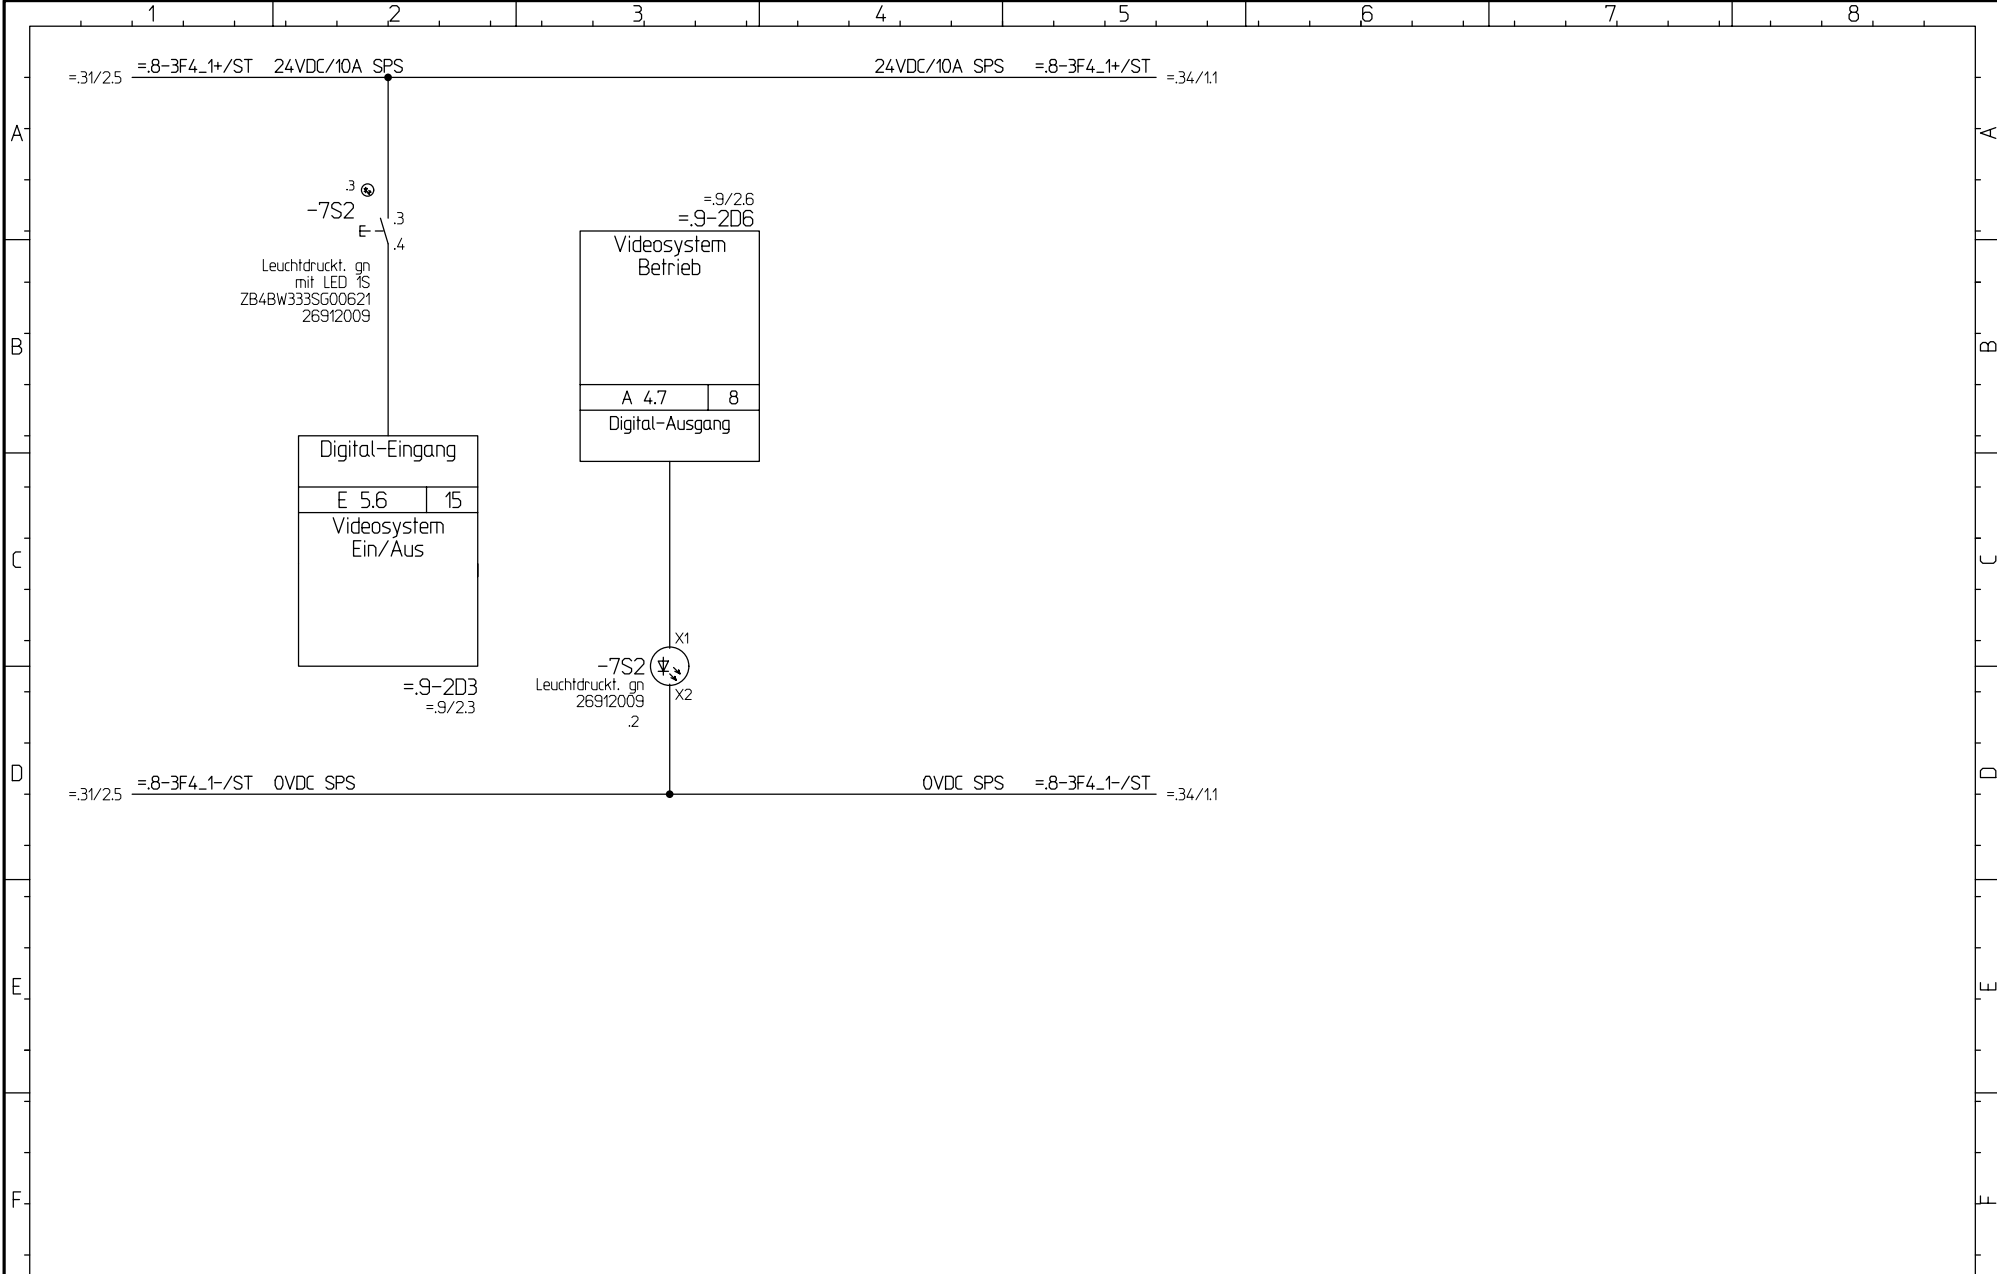 1 2 3 4 5 6 7 8
=.31/2.5 =.8-3F4_1+/ST 24VDC/10A SPS 24VDC/10A SPS =.8-3F4_1+/ST =.34/1.1
A A
.3
-7S2
.3
.4
E
Leuchtdruckt. gn
mit LED 1S
ZB4BW333SG00621
26912009
=.9/2.6
=.9-2D6
Videosystem
Betrieb
A 4.7 8
Digital-Ausgang
B B
Digital-Eingang
E 5.6 15
Videosystem
Ein/Aus
=.9-2D3
=.9/2.3
C C
X1
-7S2
Leuchtdruckt. gn
26912009
X2
.2
D D
=.31/2.5 =.8-3F4_1-/ST 0VDC SPS 0VDC SPS =.8-3F4_1-/ST =.34/1.1
E E
F F